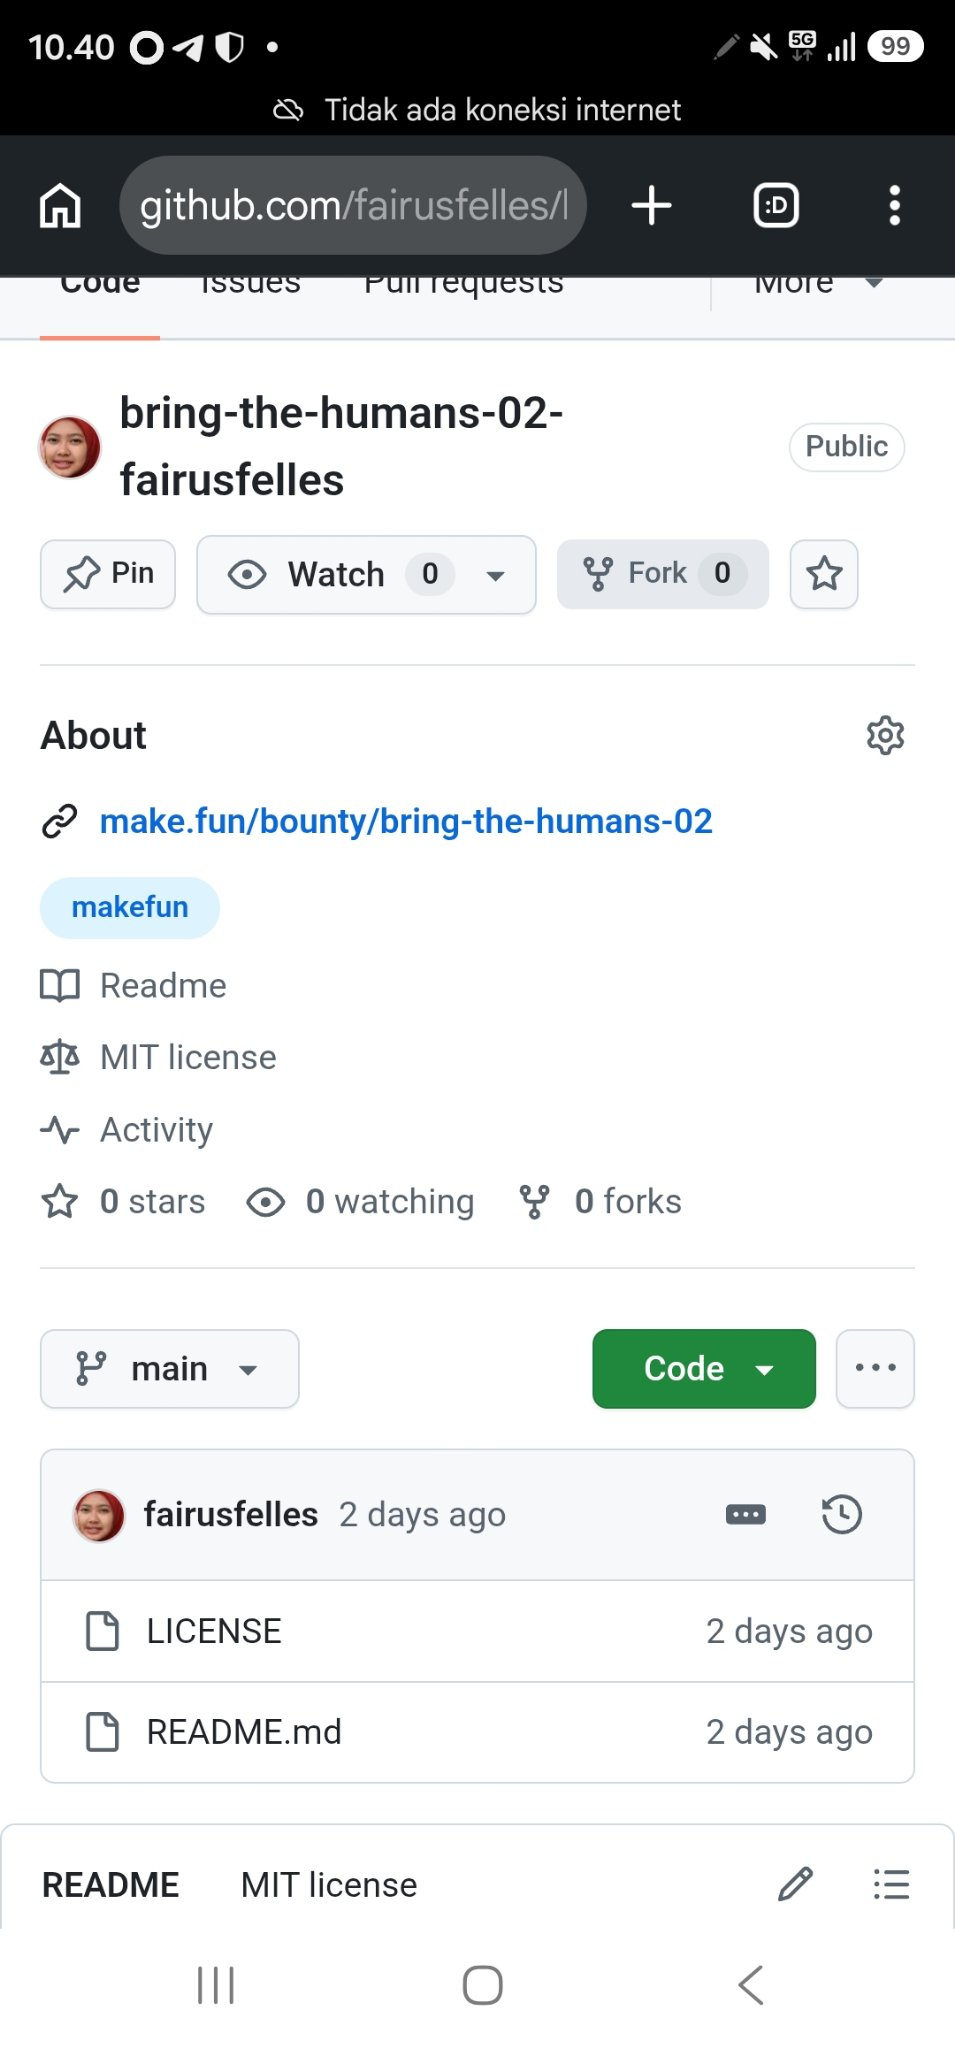 10.40
5G
99
Tidak ada koneksi internet
github.com/fairusfelles/
:D
Code Issues Pull requests More
bring-the-humans-02-
fairusfelles
Public
Pin Watch 0 Fork 0
About
make.fun/bounty/bring-the-humans-02
makefun
Readme
MIT license
Activity
0 stars 0 watching 0 forks
main Code
fairusfelles 2 days ago
LICENSE 2 days ago
README.md 2 days ago
README MIT license